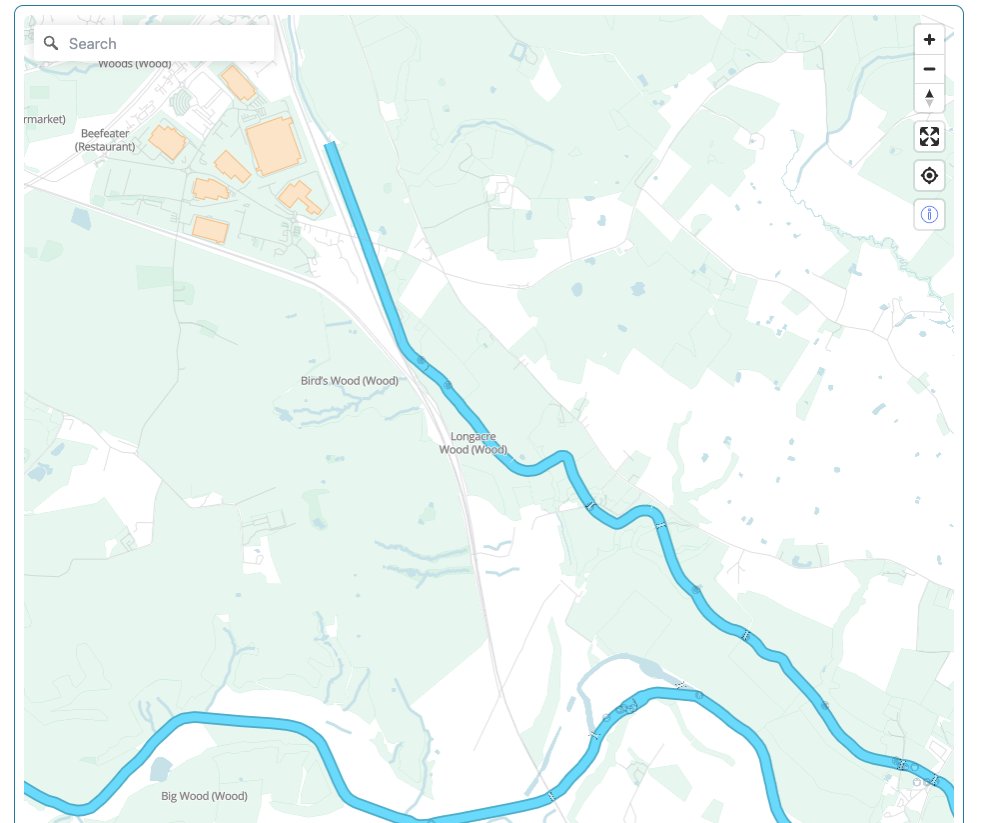 Search
Woods (Wood)
rmarket)
Beefeater
(Restaurant)
Bird's Wood (Wood)
Longacre
Wood (Wood)
Big Wood (Wood)